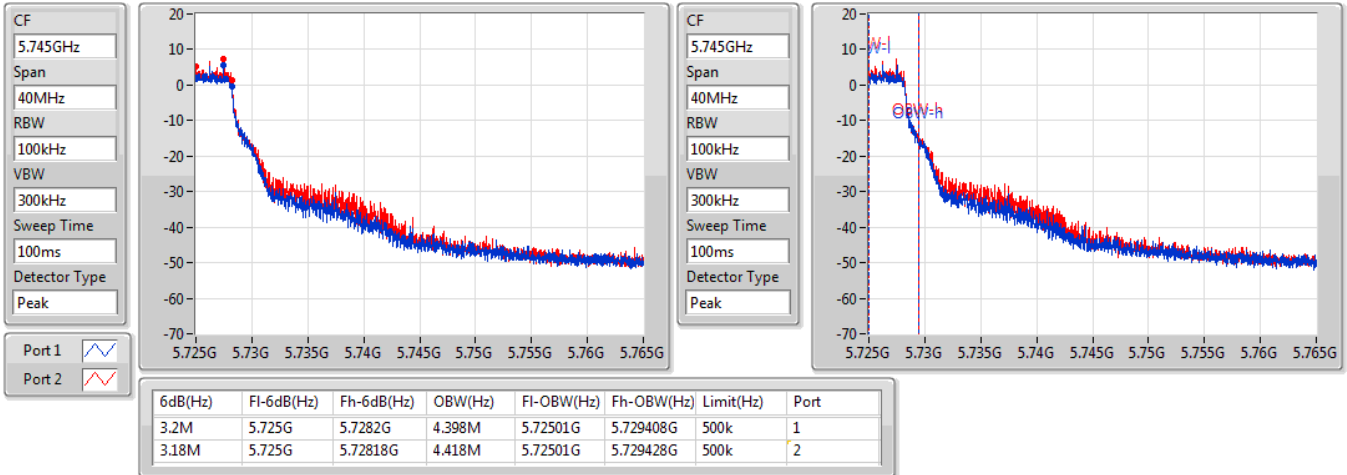 CF
5.745GHz
Span
40MHz
RBW
100kHz
VBW
300kHz
Sweep Time
100ms
Detector Type
Peak
Port 1
Port 2
20
10
0
-10
-20
-30
-40
-50
-60
-70
5.725G 5.73G 5.735G 5.74G 5.745G 5.75G 5.755G 5.76G 5.765G
CF
5.745GHz
Span
40MHz
RBW
100kHz
VBW
300kHz
Sweep Time
100ms
Detector Type
Peak
20
10
0
-10
-20
-30
-40
-50
-60
-70
W-l
OBW-h
5.725G 5.73G 5.735G 5.74G 5.745G 5.75G 5.755G 5.76G 5.765G
6dB(Hz) Fl-6dB(Hz) Fh-6dB(Hz) OBW(Hz) Fl-OBW(Hz) Fh-OBW(Hz) Limit(Hz) Port
3.2M 5.725G 5.7282G 4.398M 5.72501G 5.729408G 500k 1
3.18M 5.725G 5.72818G 4.418M 5.72501G 5.729428G 500k 2